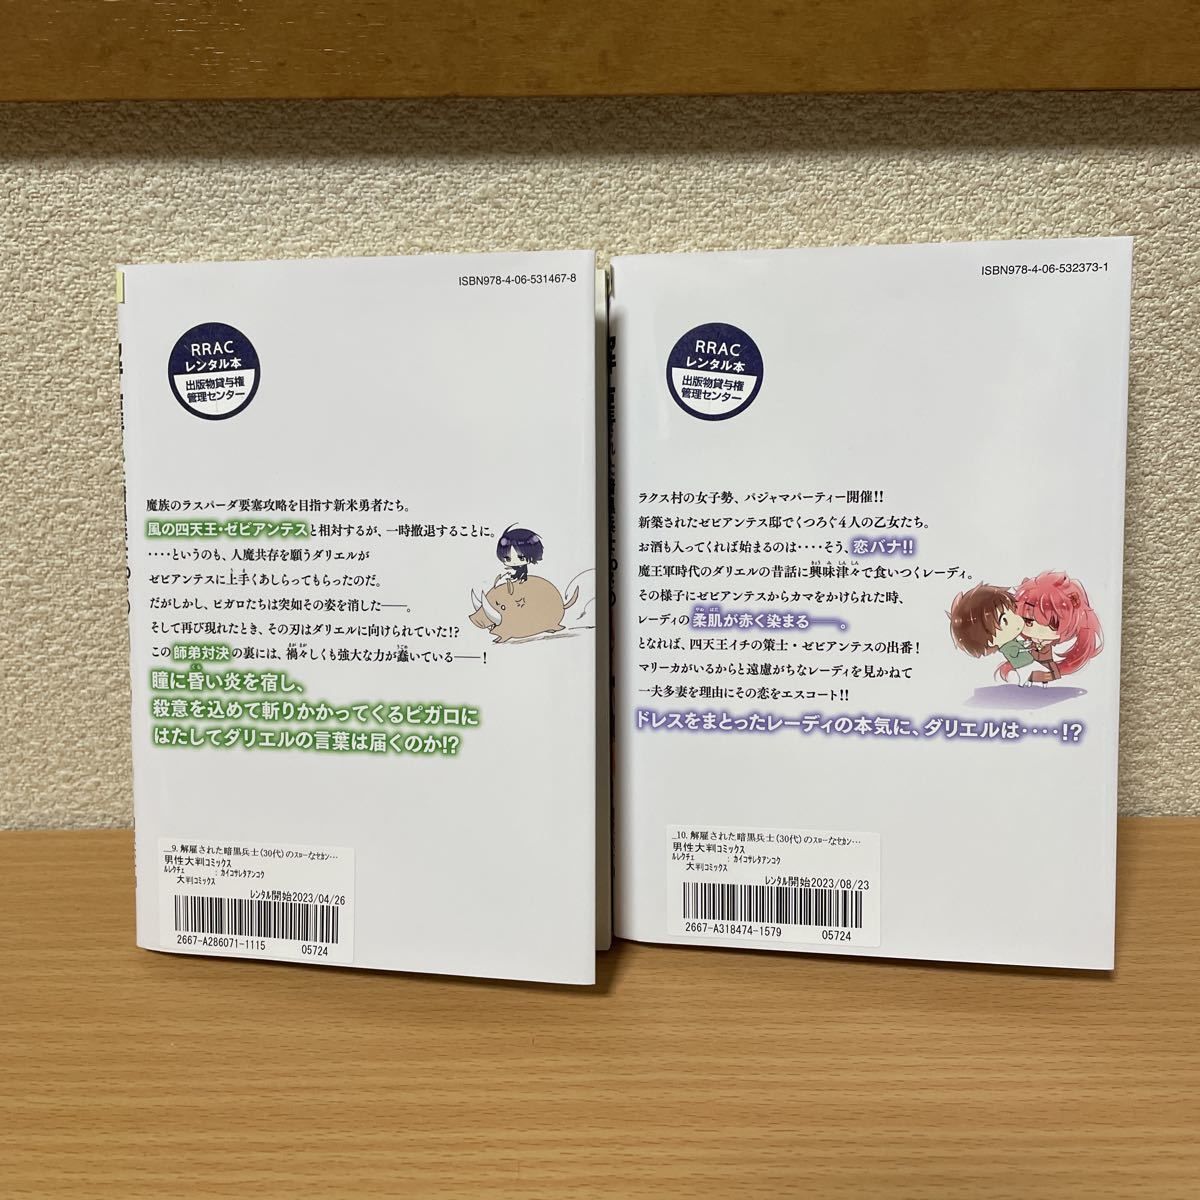 ISBN978-4-06-531467-8
RRAC
レンタル本
出版物貸与権
管理センター
魔族のラスパーダ要塞攻略を目指す新米勇者たち。
風の四天王・ゼビアンテスと相対するが、一時撤退することに。
････というのも、人魔共存を願うダリエルが
ゼビアンテスに上手くあしらってもらったのだ。
だがしかし、ピガロたちは突如その姿を消した――。
そして再び現れたとき、その刃はダリエルに向けられていた!?
この師弟対決の裏には、禍々しくも強大な力が蠢いている――!
瞳に昏い炎を宿し、
殺意を込めて斬りかかってくるピガロに
はたしてダリエルの言葉は届くのか!?
_9. 解雇された暗黒兵士(30代)のｽﾛｰなｾｶﾝ…
男性大判コミックス
ﾙﾚｸﾁｪ : ｶｲｺｻﾚﾀｱﾝｺｸ
大判コミックス
ﾚﾝﾀﾙ開始2023/04/26
2667-A286071-1115 05724
ISBN978-4-06-532373-1
RRAC
レンタル本
出版物貸与権
管理センター
ラクス村の女子勢、パジャマパーティー開催!!
新築されたゼビアンテス邸でくつろぐ4人の乙女たち。
お酒も入ってくれば始まるのは････そう、恋バナ!!
魔王軍時代のダリエルの昔話に興味津々で食いつくレーディ。
その様子にゼビアンテスからカマをかけられた時、
レーディの柔肌が赤く染まる――。
となれば、四天王イチの策士・ゼビアンテスの出番!
マリーカがいるからと遠慮がちなレーディを見かねて
一夫多妻を理由にその恋をエスコート!!
ドレスをまとったレーディの本気に、ダリエルは････!?
_10. 解雇された暗黒兵士(30代)のｽﾛｰなｾｶﾝ…
男性大判コミックス
ﾙﾚｸﾁｪ : ｶｲｺｻﾚﾀｱﾝｺｸ
大判コミックス
ﾚﾝﾀﾙ開始2023/08/23
2667-A318474-1579 05724